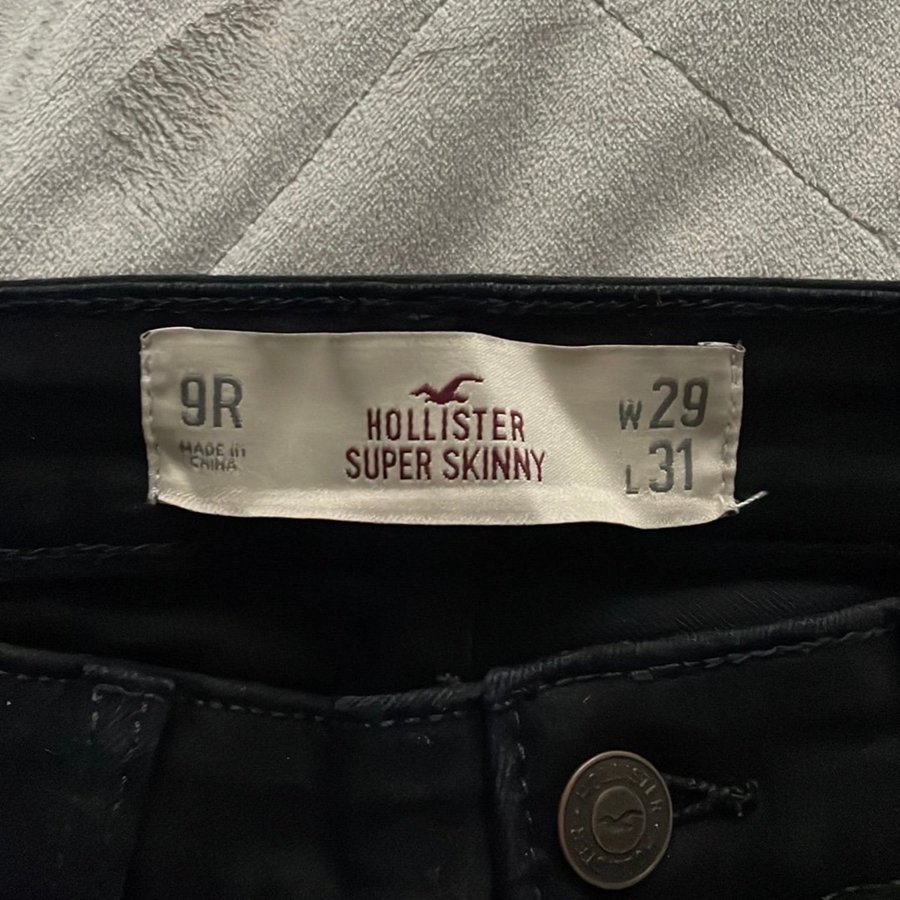 9R
MADE IN
CHINA
HOLLISTER
SUPER SKINNY
W 29
L 31